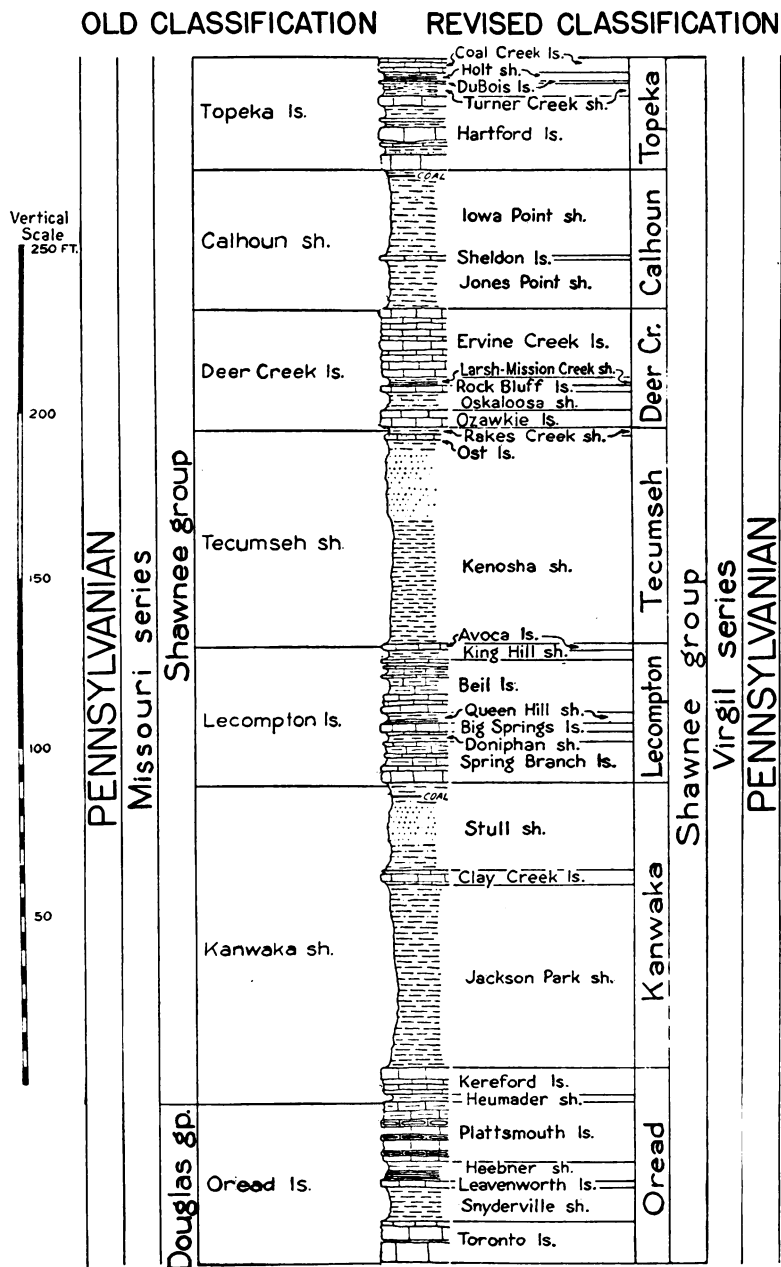 OLD CLASSIFICATION
REVISED CLASSIFICATION
Vertical
Scale
250 FT.
200
150
100
50
PENNSYLVANIAN
Missouri series
Shawnee group
Douglas gp.
Topeka ls.
Calhoun sh.
Deer Creek ls.
Tecumseh sh.
Lecompton ls.
Kanwaka sh.
Oread ls.
COAL
COAL
Coal Creek ls.
Holt sh.
DuBois ls.
Turner Creek sh.
Hartford ls.
Iowa Point sh.
Sheldon ls.
Jones Point sh.
Ervine Creek ls.
Larsh-Mission Creek sh.
Rock Bluff ls.
Oskaloosa sh.
Ozawkie ls.
Rakes Creek sh.
Ost ls.
Kenosha sh.
Avoca ls.
King Hill sh.
Beil ls.
Queen Hill sh.
Big Springs ls.
Doniphan sh.
Spring Branch ls.
Stull sh.
Clay Creek ls.
Jackson Park sh.
Kereford ls.
Heumader sh.
Plattsmouth ls.
Heebner sh.
Leavenworth ls.
Snyderville sh.
Toronto ls.
Topeka
Calhoun
Deer Cr.
Tecumseh
Lecompton
Kanwaka
Oread
Shawnee group
Virgil series
PENNSYLVANIAN